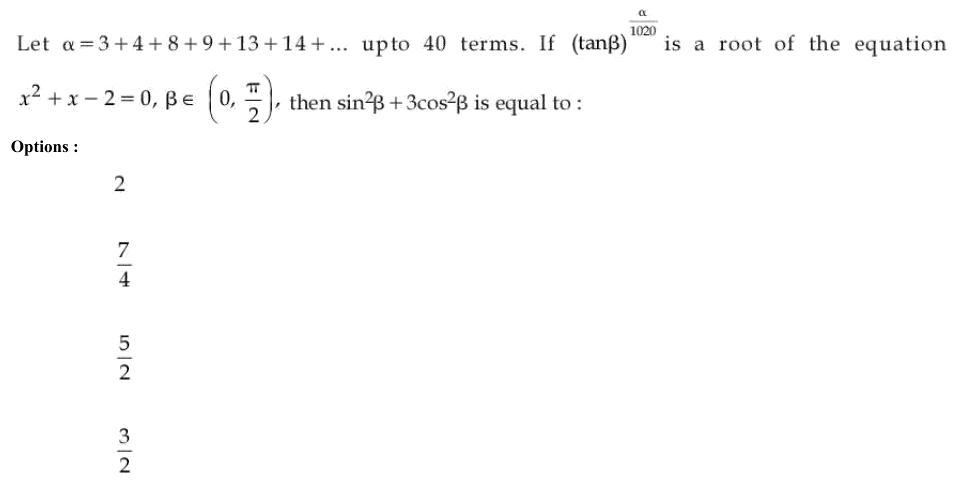 Let α = 3 + 4 + 8 + 9 + 13 + 14 + ... upto 40 terms. If (tanβ)^(α/1020) is a root of the equation
x² + x − 2 = 0, β ∈ (0, π/2), then sin²β + 3cos²β is equal to :
Options :
2
7/4
5/2
3/2